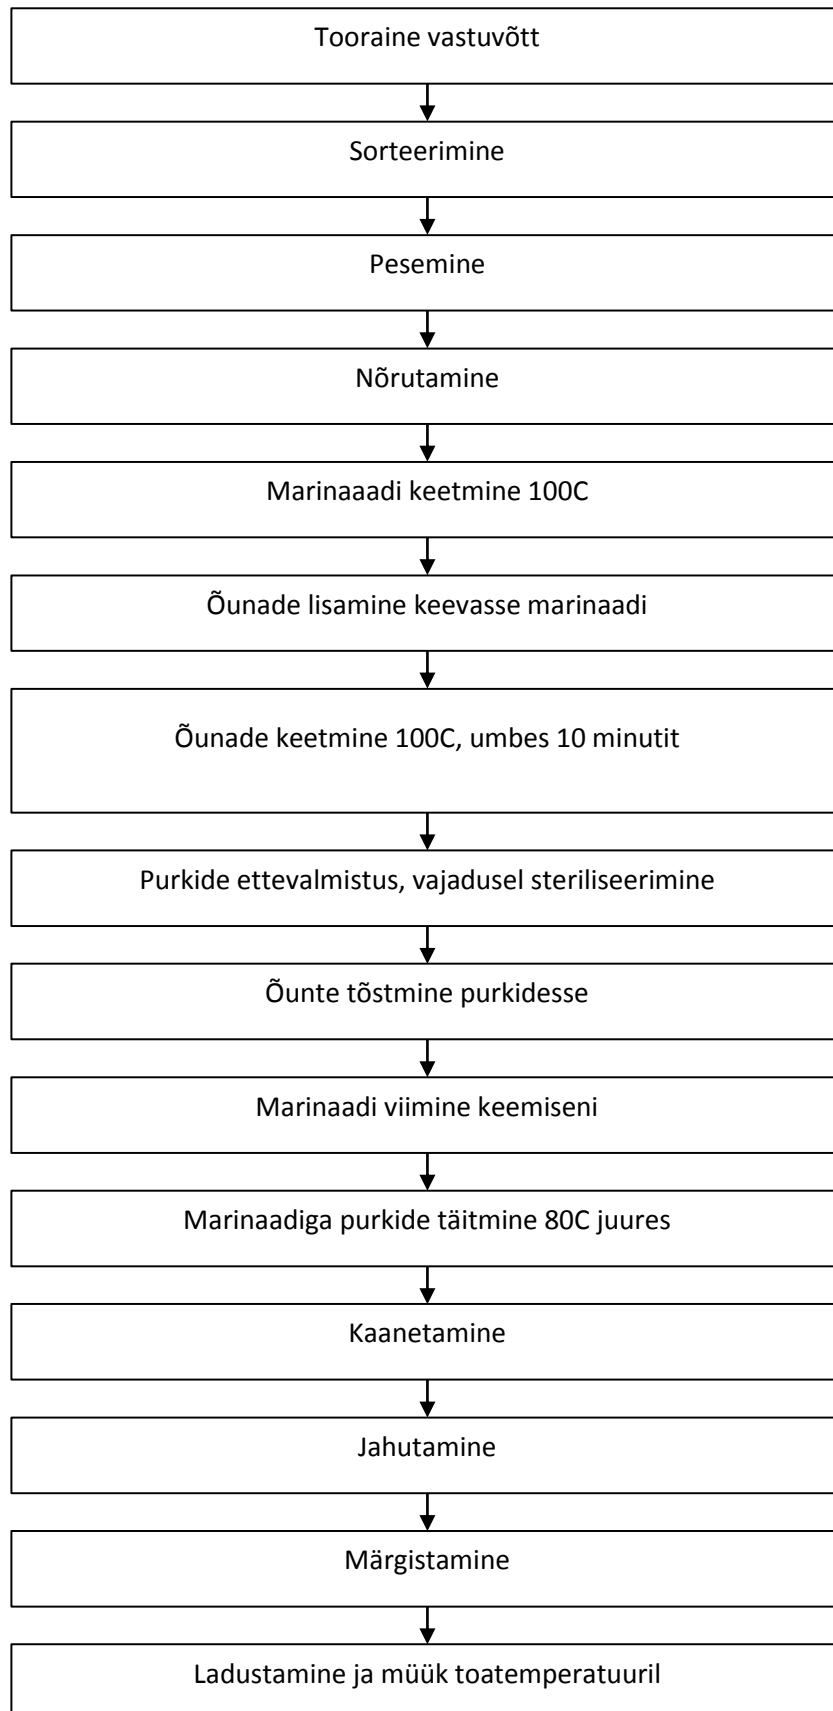 Tooraine vastuvõtt
Sorteerimine
Pesemine
Nõrutamine
Marinaaadi keetmine 100C
Õunade lisamine keevasse marinaadi
Õunade keetmine 100C, umbes 10 minutit
Purkide ettevalmistus, vajadusel steriliseerimine
Õunte tõstmine purkidesse
Marinaadi viimine keemiseni
Marinaadiga purkide täitmine 80C juures
Kaanetamine
Jahutamine
Märgistamine
Ladustamine ja müük toatemperatuuril